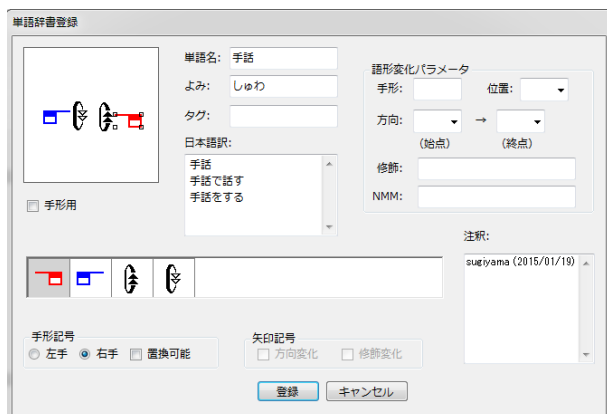 単語辞書登録
単語名: 手話
よみ: しゅわ
タグ:
日本語訳:
手話
手話で話す
手話をする
手形用
語形変化パラメータ
手形: 位置:
方向: →
(始点) (終点)
修飾:
NMM:
注釈:
sugiyama (2015/01/19)
手形記号
左手 右手 置換可能
矢印記号
方向変化 修飾変化
登録 キャンセル